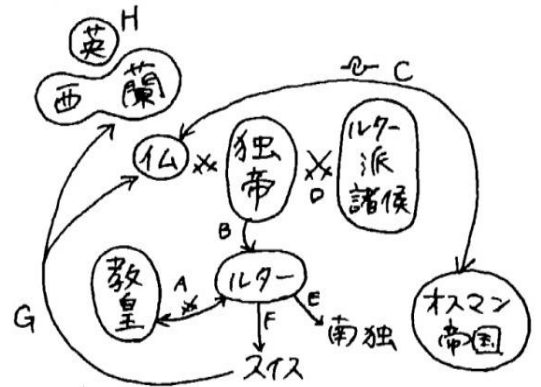 英 H
西 蘭
C
仏 独帝 ルター派諸侯
D
B
教皇 A ルター
G F E 南独 オスマン帝国
スイス